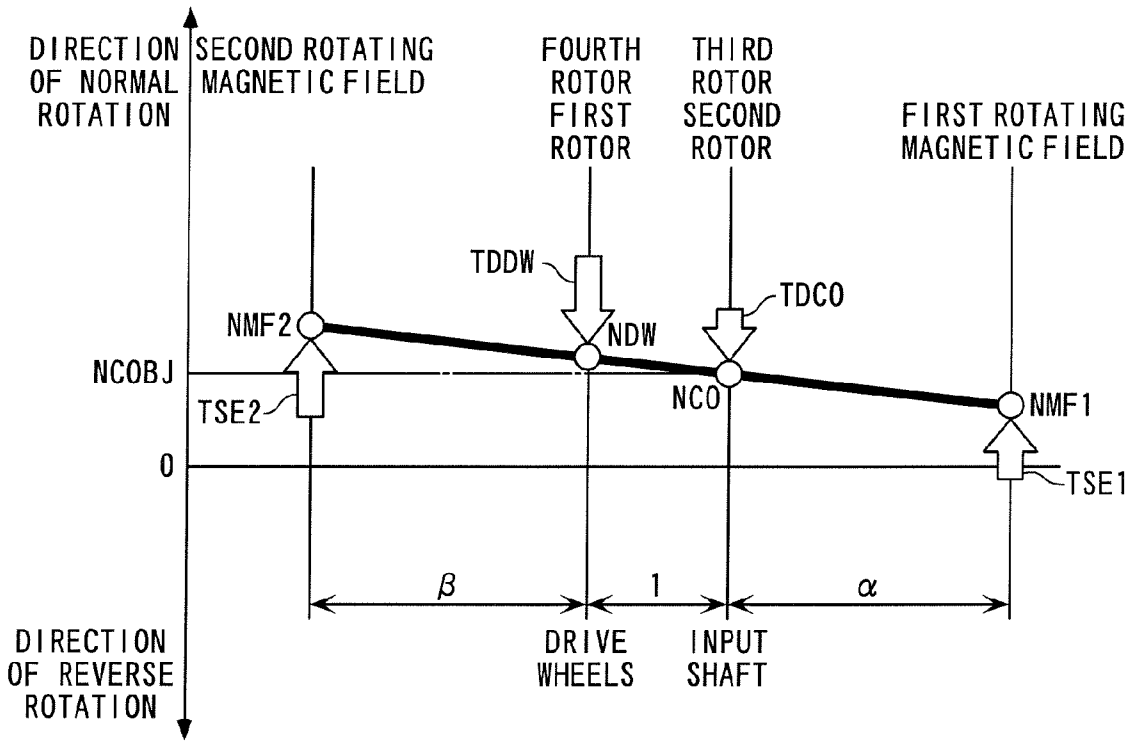 DIRECTION OF NORMAL ROTATION
SECOND ROTATING MAGNETIC FIELD
FOURTH ROTOR FIRST ROTOR
THIRD ROTOR SECOND ROTOR
FIRST ROTATING MAGNETIC FIELD
TDDW
TDCO
NMF2
NDW
NCOBJ
NCO
NMF1
TSE2
0
TSE1
β
1
α
DIRECTION OF REVERSE ROTATION
DRIVE WHEELS
INPUT SHAFT